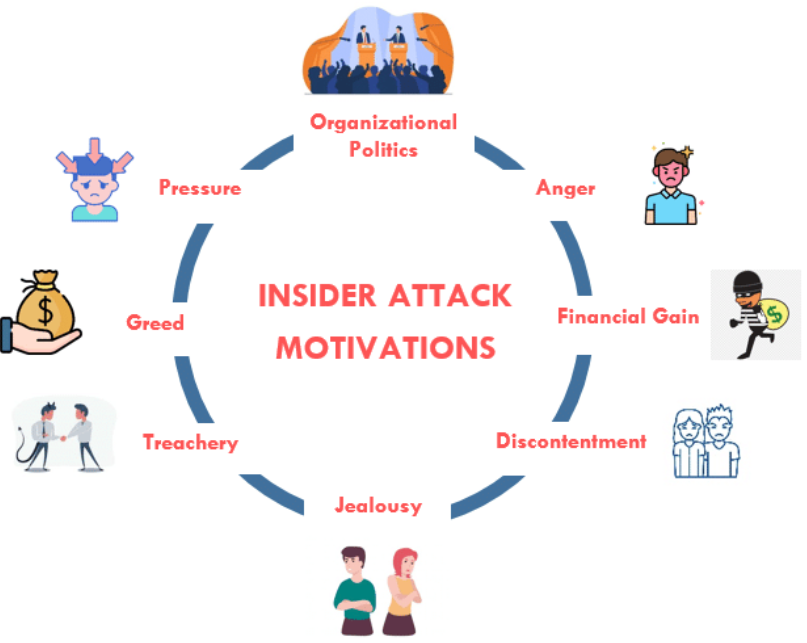 Organizational
Politics
Pressure
Anger
INSIDER ATTACK
MOTIVATIONS
Greed
Financial Gain
Treachery
Discontentment
Jealousy
$
$